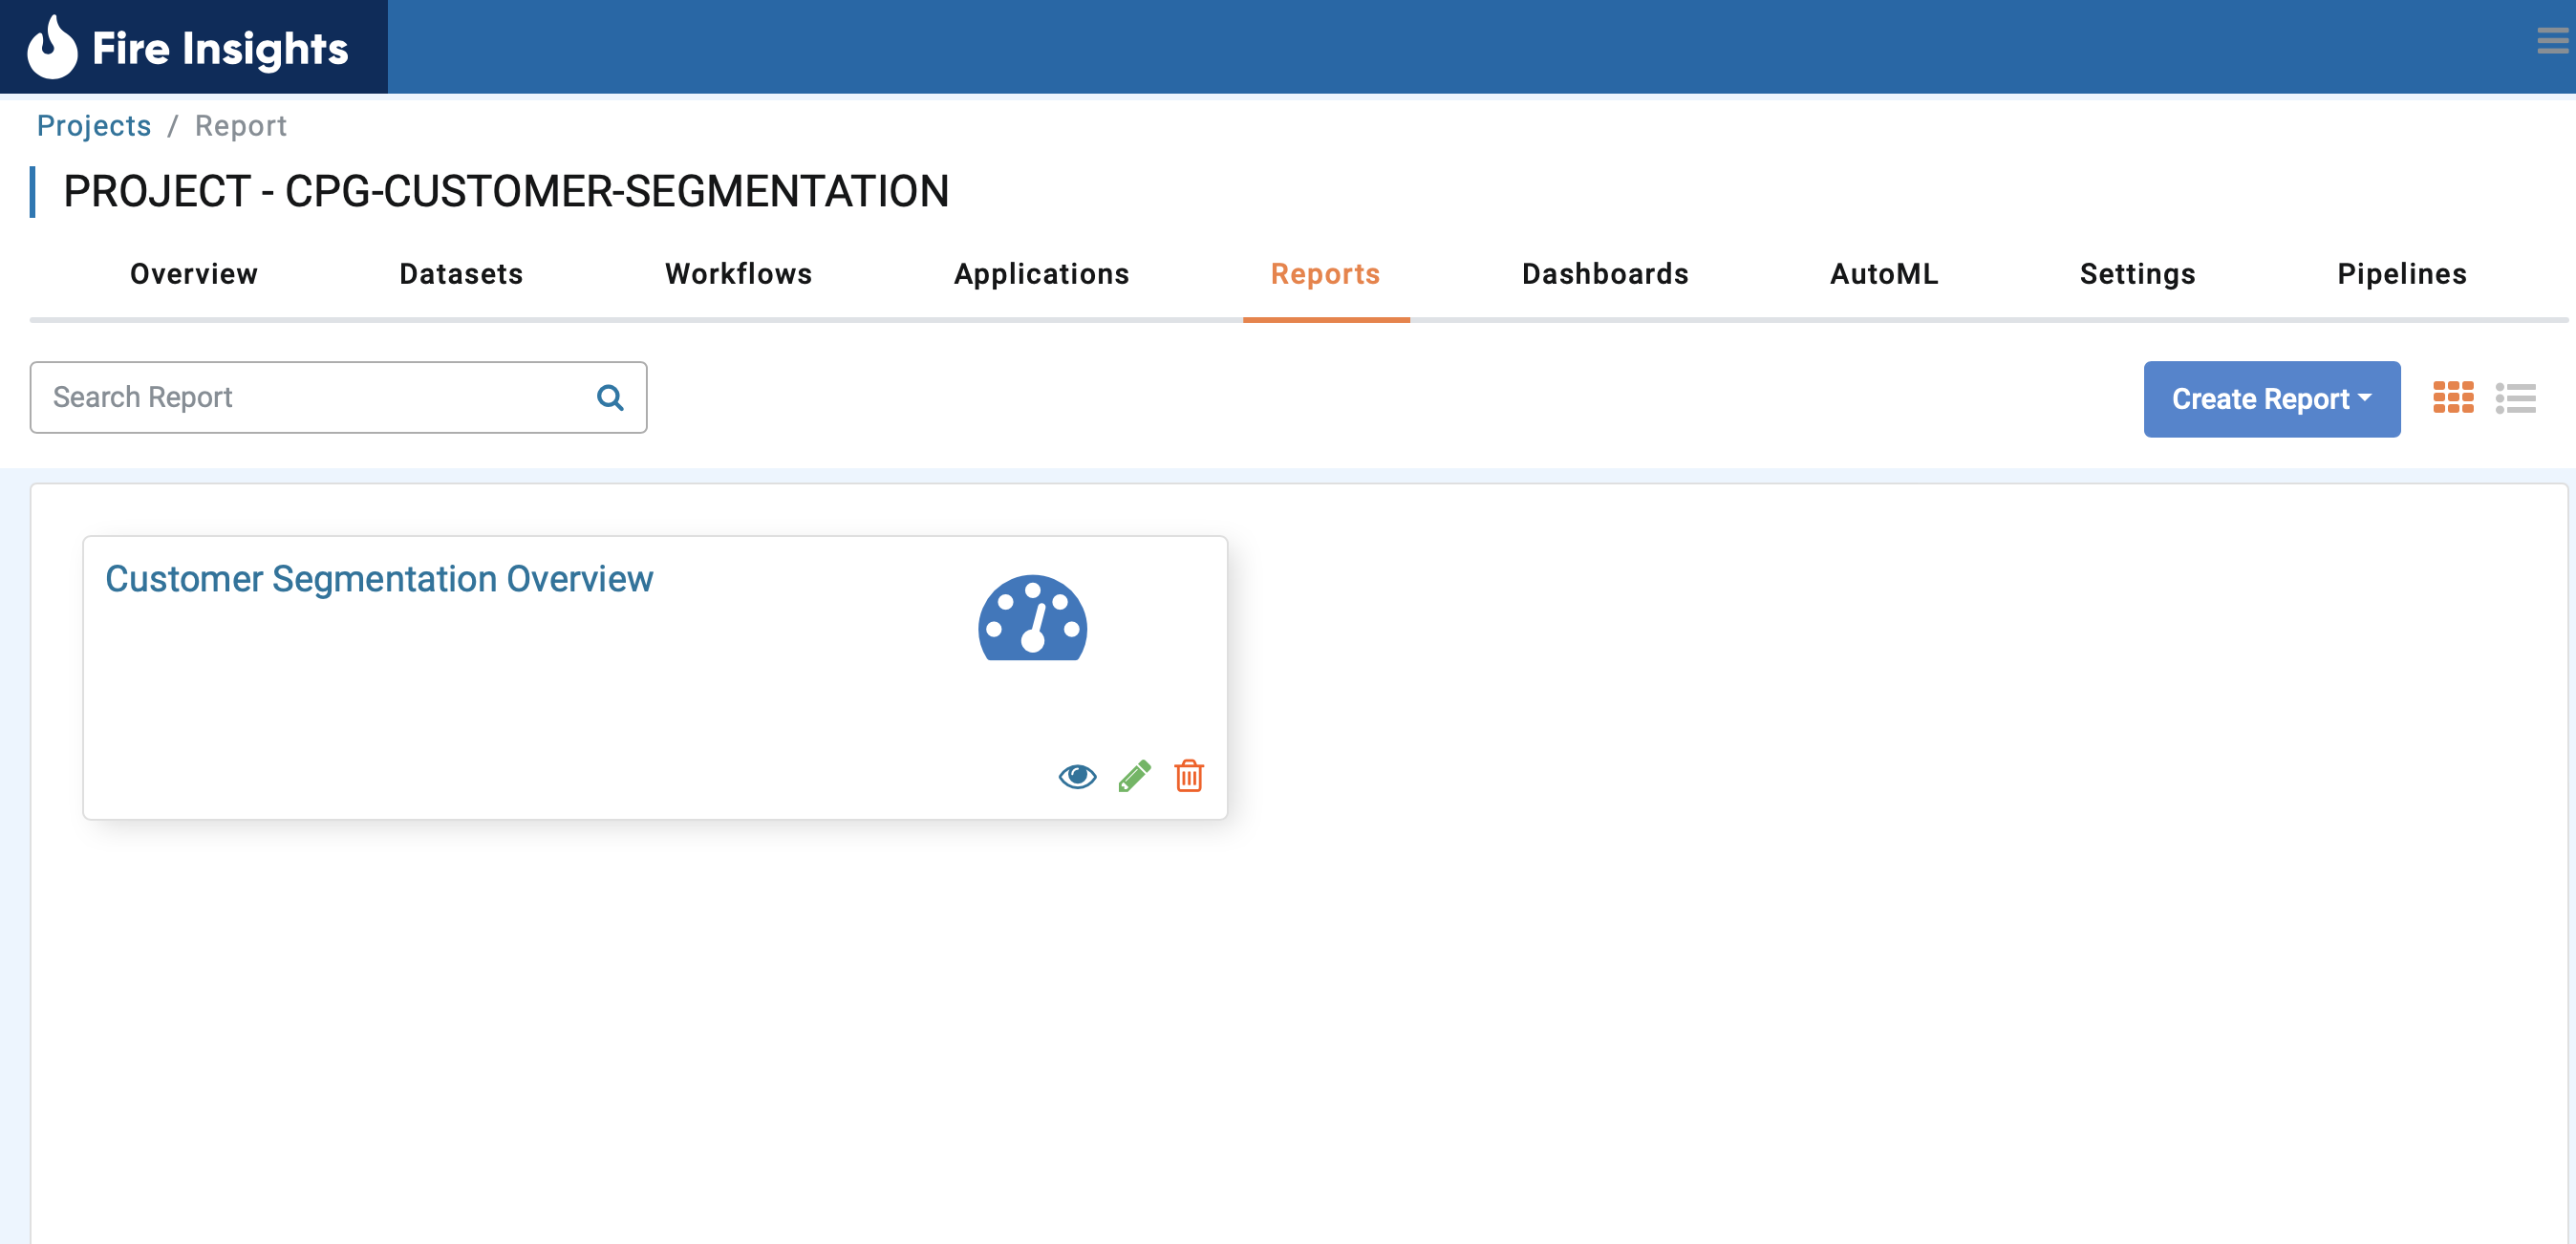 Fire Insights
Projects / Report
PROJECT - CPG-CUSTOMER-SEGMENTATION
Overview Datasets Workflows Applications Reports Dashboards AutoML Settings Pipelines
Search Report
Create Report
Customer Segmentation Overview